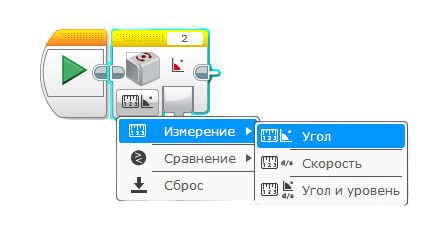 2
Измерение
Угол
Сравнение
Скорость
Сброс
Угол и уровень